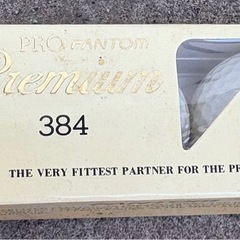 PRO FANTOM
Premium
384
THE VERY FITTEST PARTNER FOR THE PR